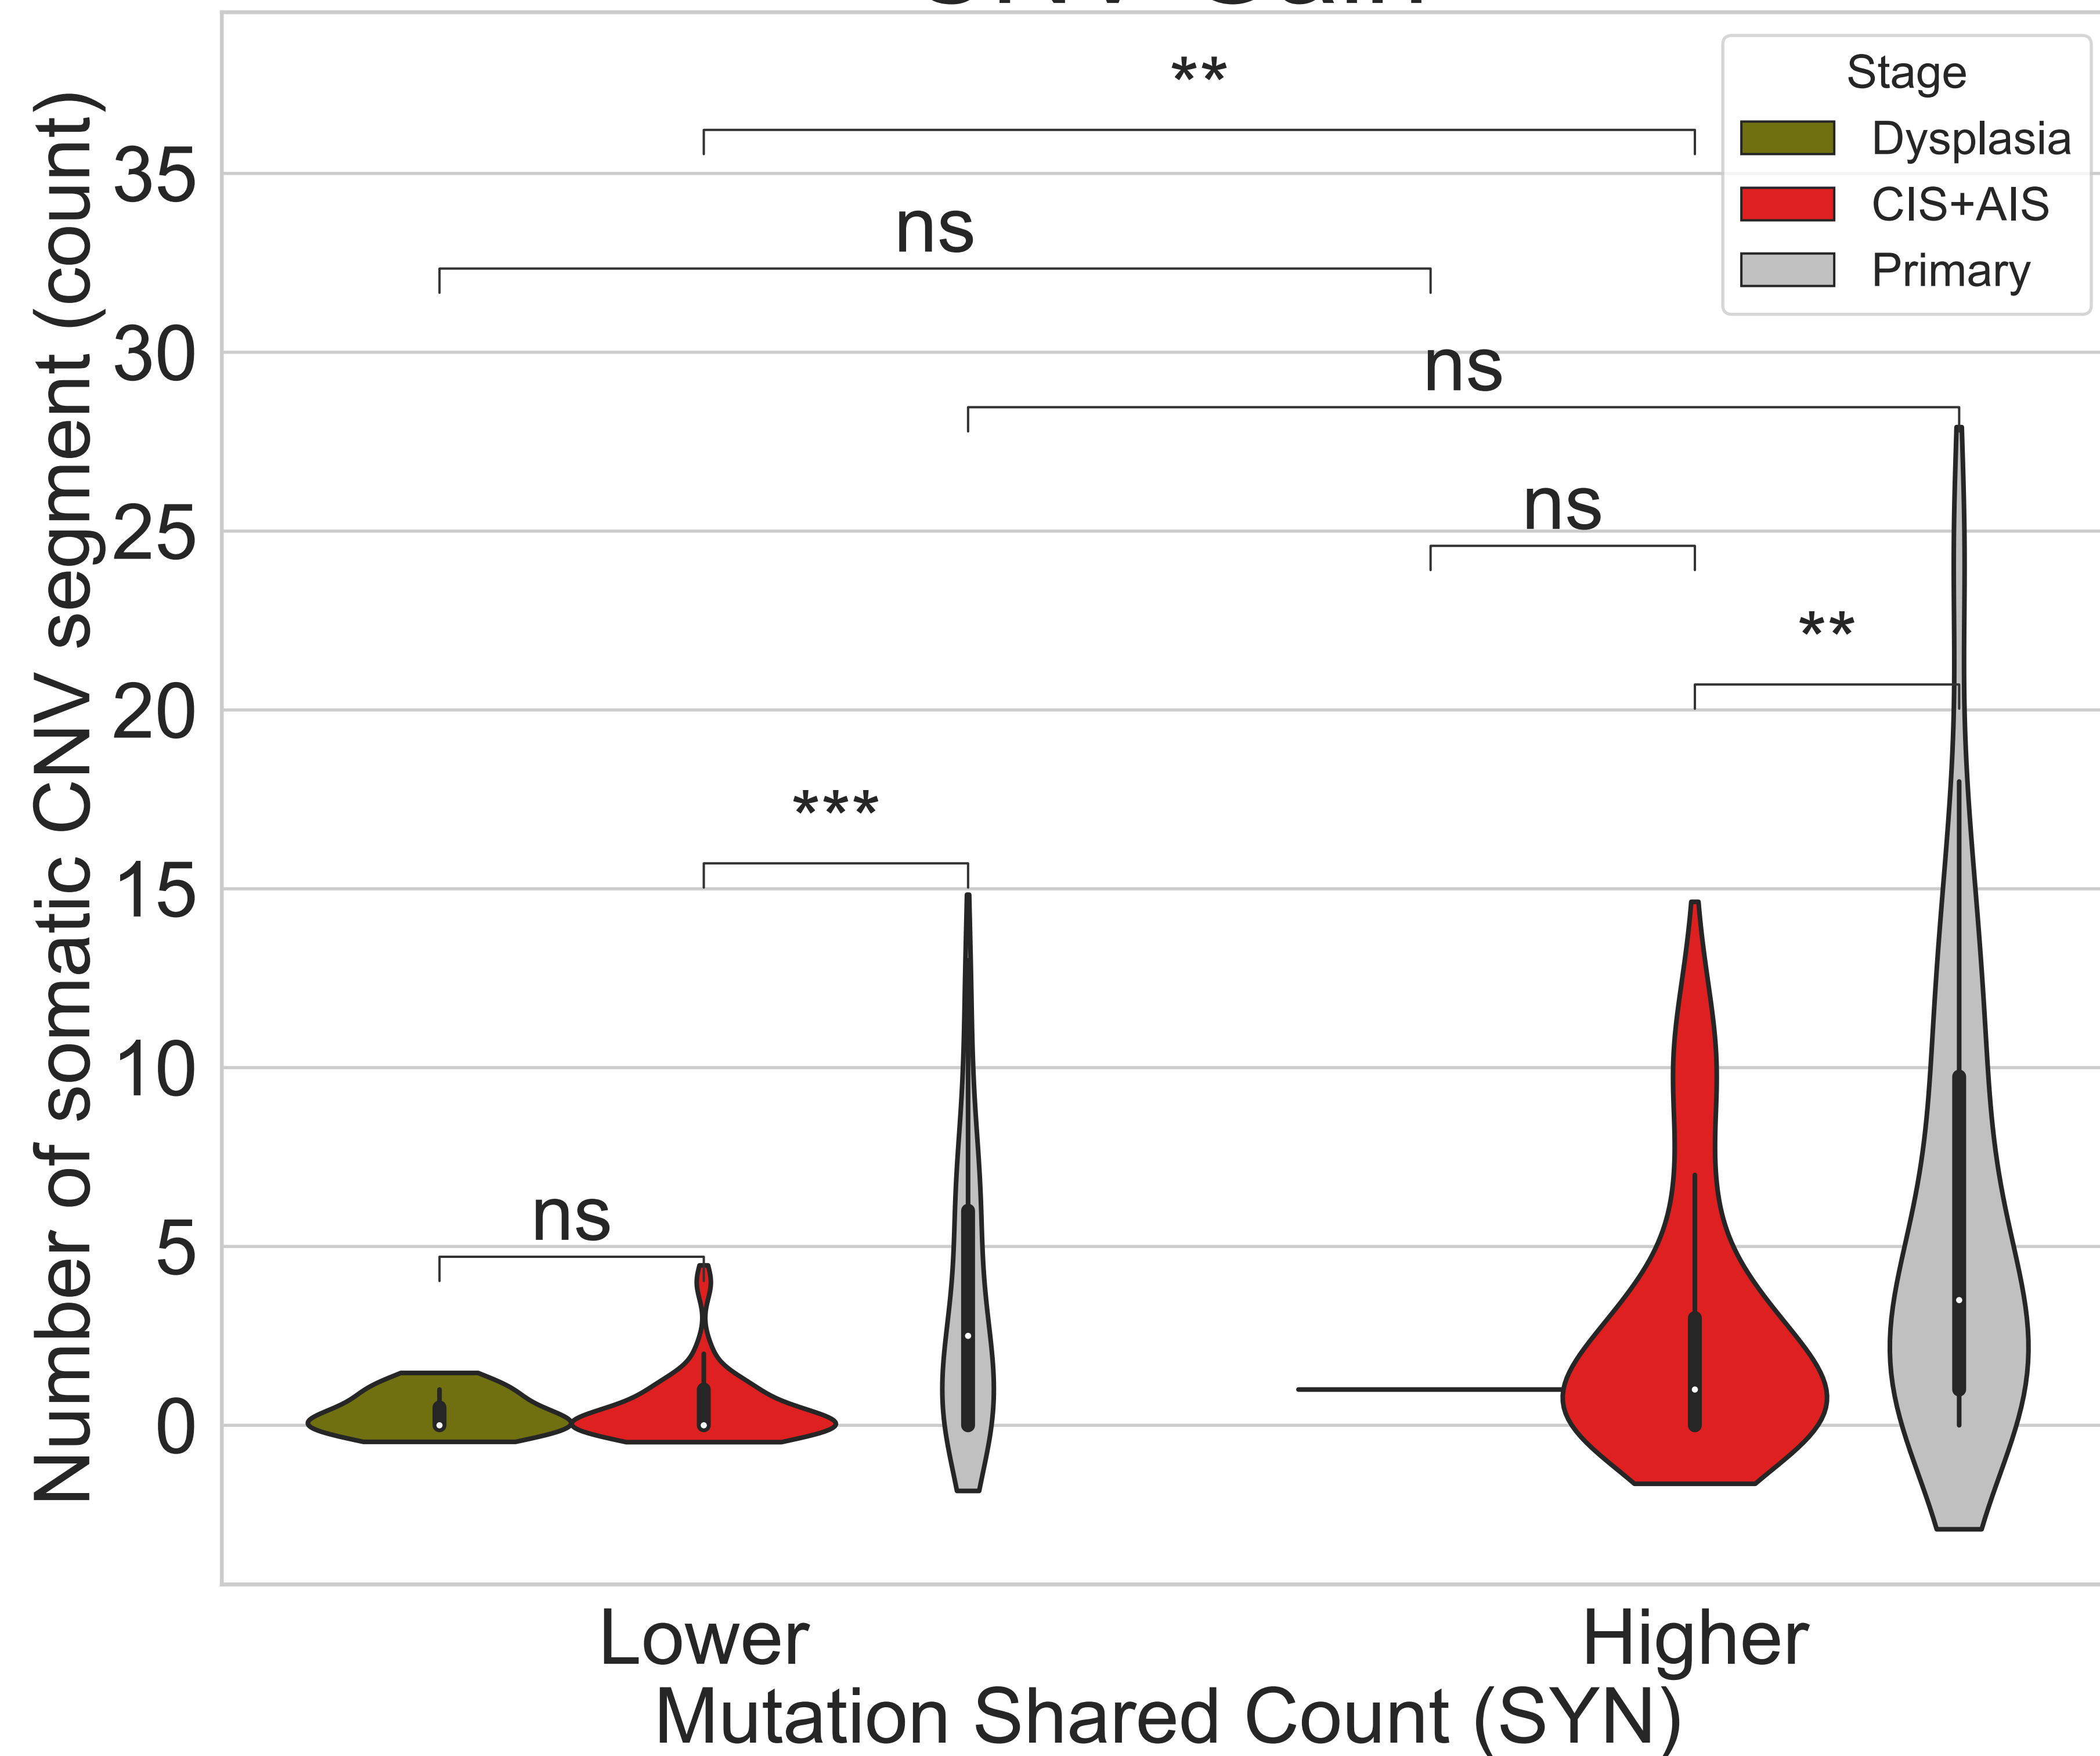 **
Stage
Dysplasia
CIS+AIS
Primary
ns
ns
ns
**
***
ns
35
30
25
20
15
10
5
0
Number of somatic CNV segment (count)
Lower
Higher
Mutation Shared Count (SYN)